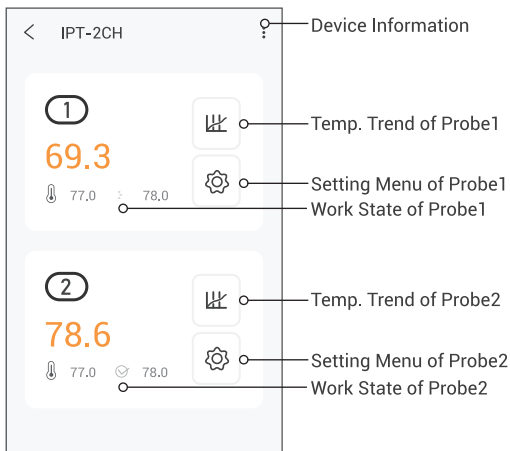 IPT-2CH
Device Information
1
69.3
Temp. Trend of Probe1
77.0 78.0
Setting Menu of Probe1
Work State of Probe1
2
78.6
Temp. Trend of Probe2
77.0 78.0
Setting Menu of Probe2
Work State of Probe2